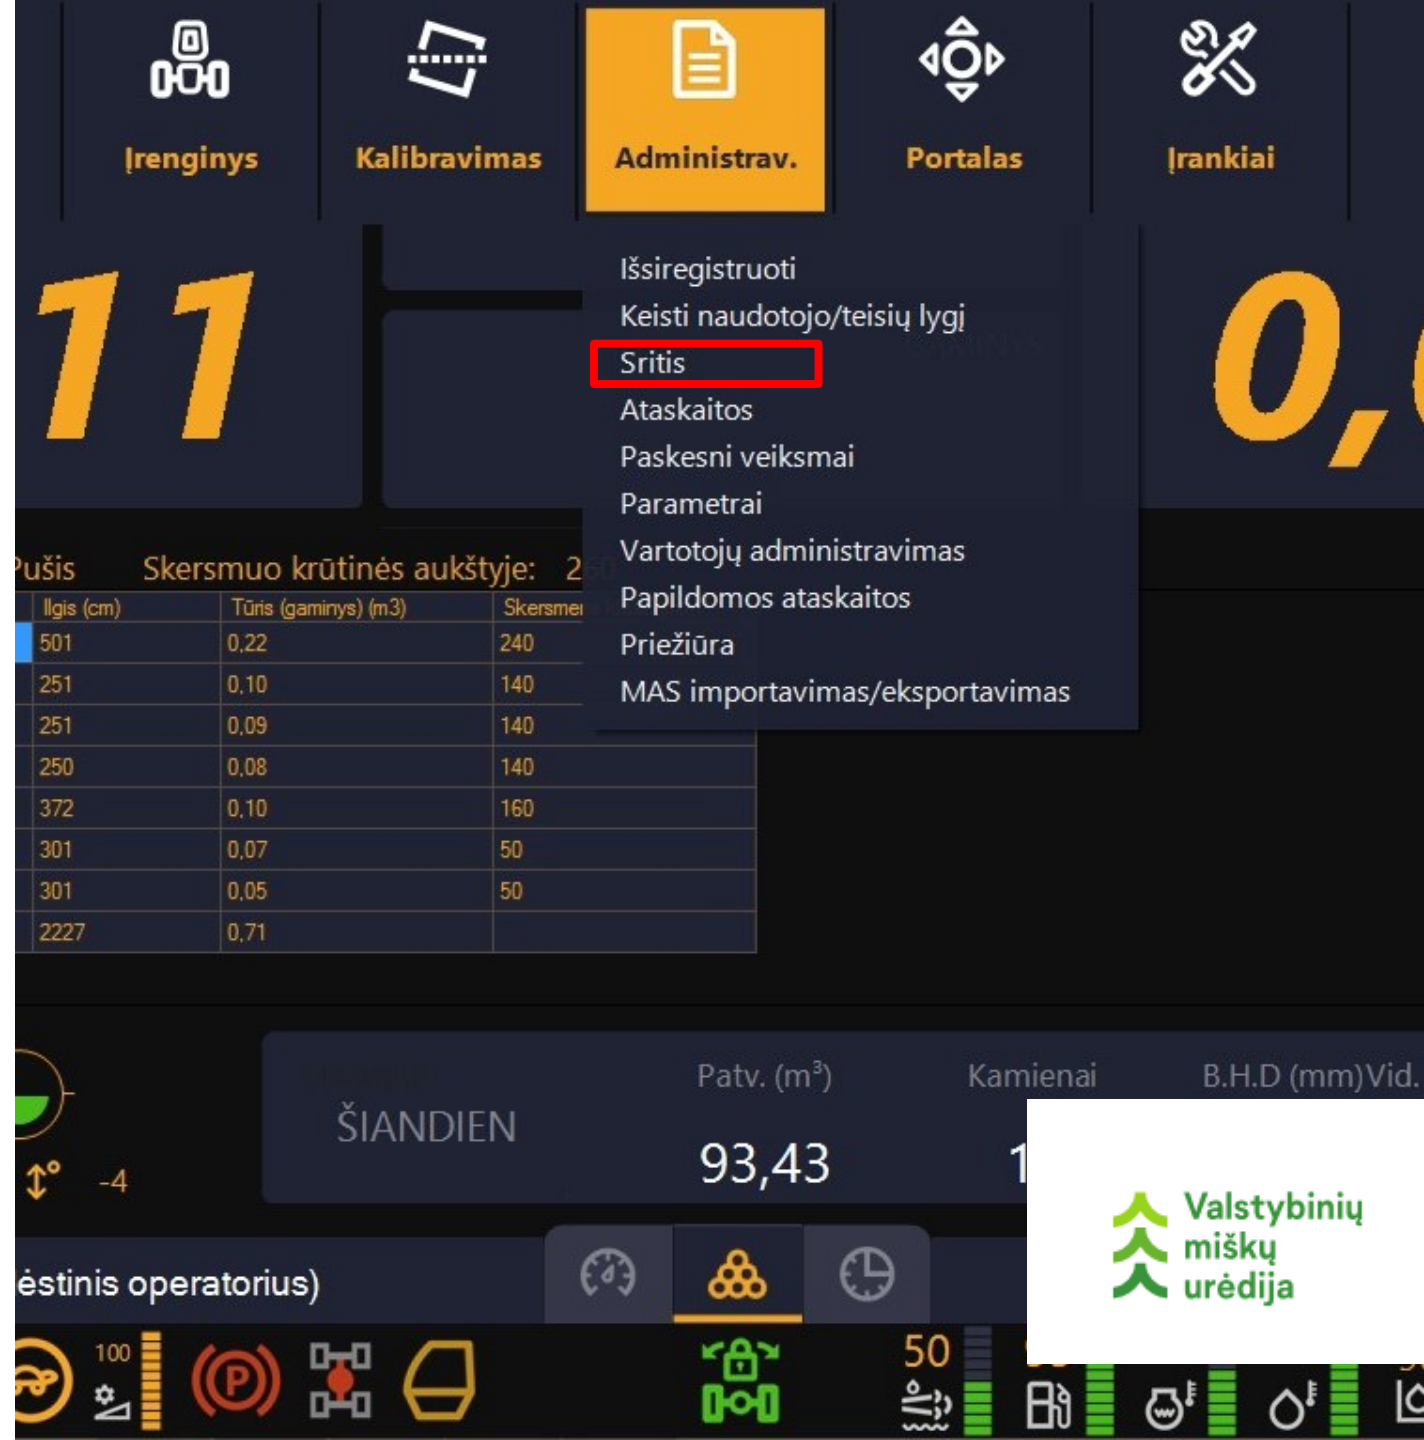 Įrenginys Kalibravimas Administrav. Portalas Įrankiai
11
0,
Išsiregistruoti
Keisti naudotojo/teisių lygį
Sritis
Ataskaitos
Paskesni veiksmai
Parametrai
Vartotojų administravimas
Papildomos ataskaitos
Priežiūra
MAS importavimas/eksportavimas
Pušis Skersmuo krūtinės aukštyje:
Ilgis (cm) Tūris (gaminys) (m3)
501 0,22 240
251 0,10 140
251 0,09 140
250 0,08 140
372 0,10 160
301 0,07 50
301 0,05 50
2227 0,71
Patv. (m³) Kamienai B.H.D (mm) Vid.
ŠIANDIEN
93,43 1
-4
Valstybinių
miškų
urėdija
ėstinis operatorius)
100
50
P